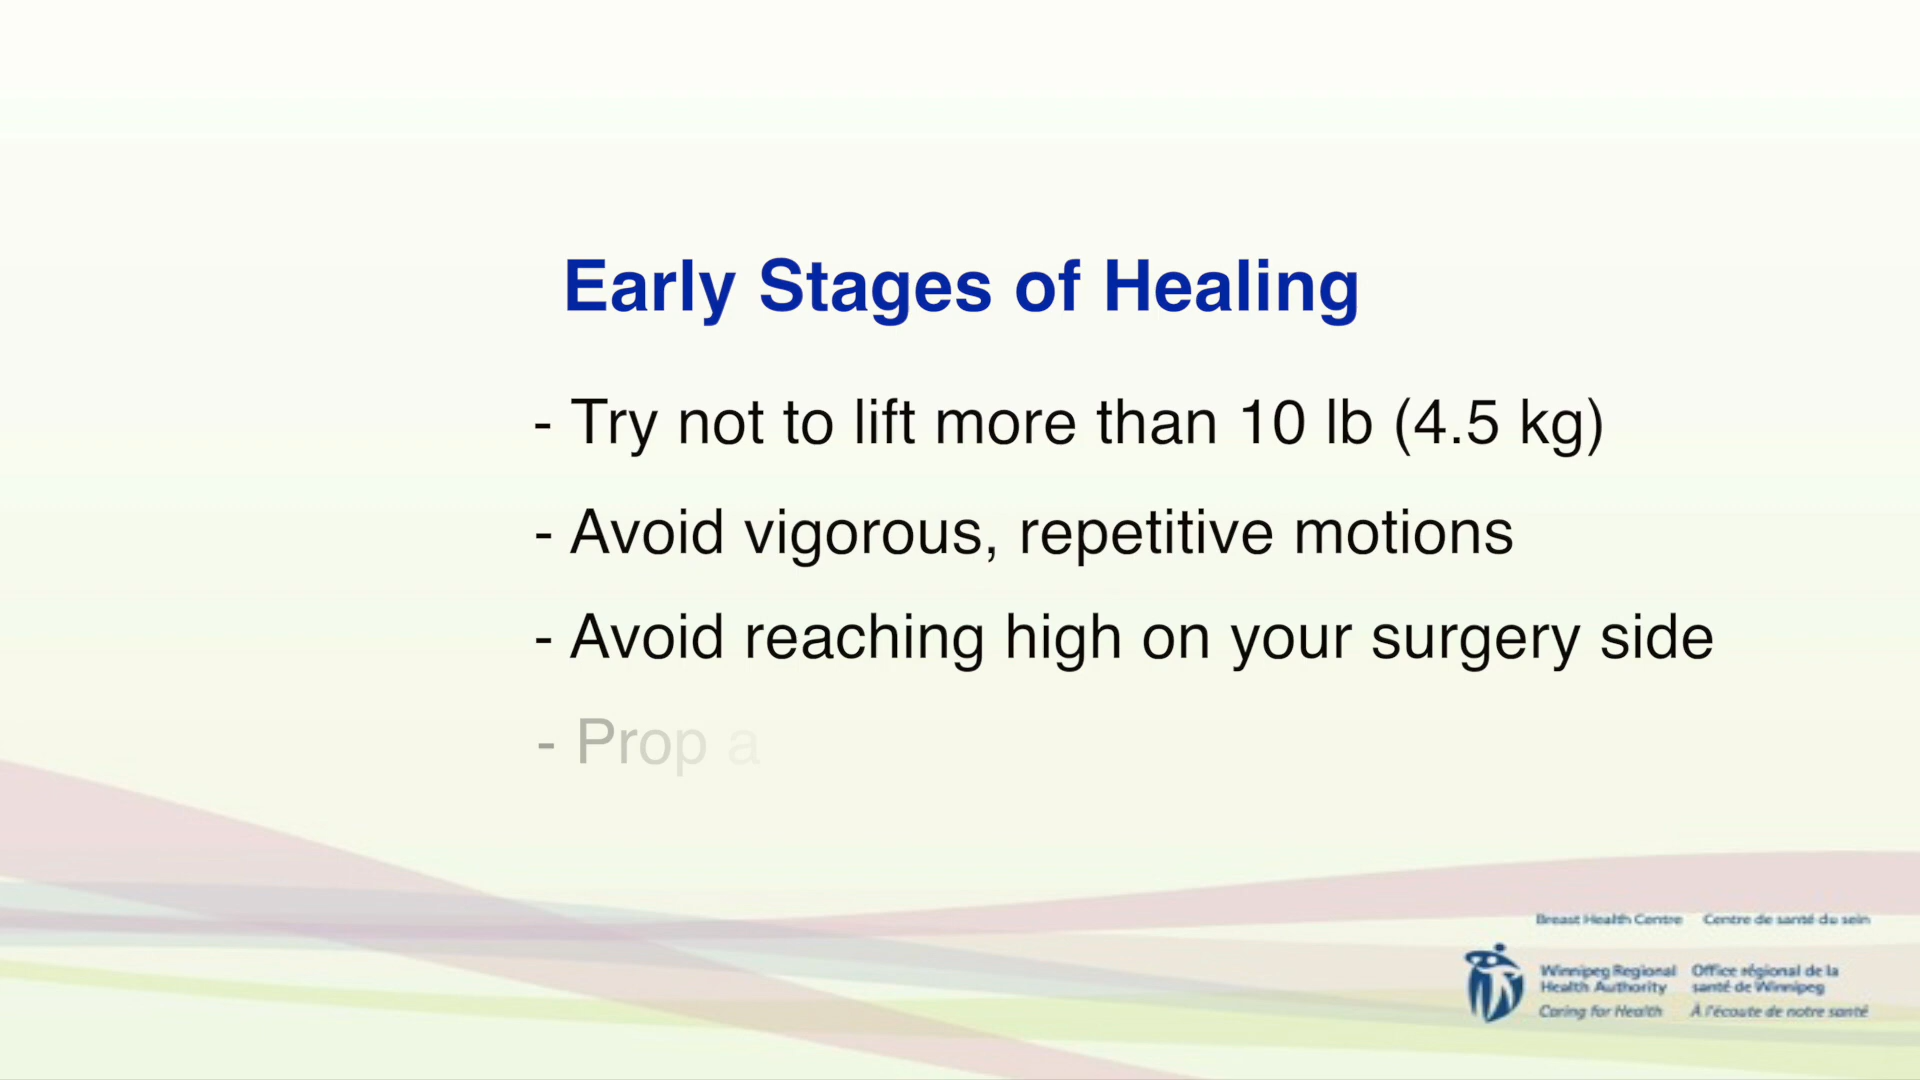 Early Stages of Healing
- Try not to lift more than 10 lb (4.5 kg)
- Avoid vigorous, repetitive motions
- Avoid reaching high on your surgery side
- Prop a
Breast Health Centre Centre de santé du sein
Winnipeg Regional Office régional de la
Health Authority santé de Winnipeg
Caring for Health À l'écoute de notre santé